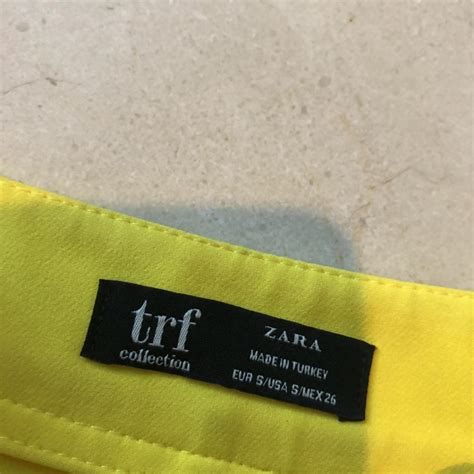 trf
collection
ZARA
MADE IN TURKEY
EUR S/USA S/MEX 26